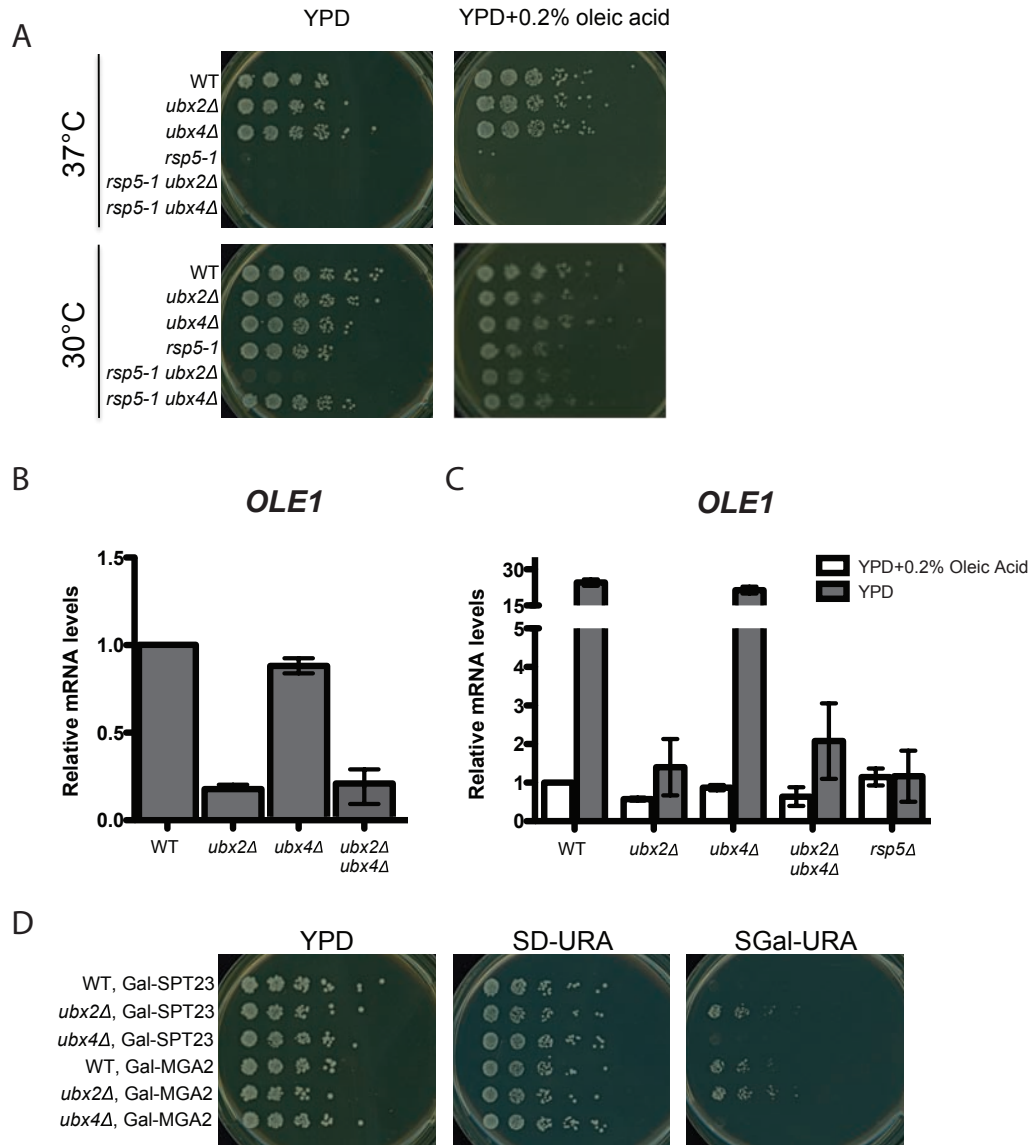 A
YPD
YPD+0.2% oleic acid
37°C
WT
ubx2Δ
ubx4Δ
rsp5-1
rsp5-1 ubx2Δ
rsp5-1 ubx4Δ
30°C
WT
ubx2Δ
ubx4Δ
rsp5-1
rsp5-1 ubx2Δ
rsp5-1 ubx4Δ
B
OLE1
Relative mRNA levels
1.5
1.0
0.5
0.0
WT
ubx2Δ
ubx4Δ
ubx2Δ
ubx4Δ
C
OLE1
YPD+0.2% Oleic Acid
YPD
Relative mRNA levels
30
15
5
4
3
2
1
0
WT
ubx2Δ
ubx4Δ
ubx2Δ
ubx4Δ
rsp5Δ
D
YPD
SD-URA
SGal-URA
WT, Gal-SPT23
ubx2Δ, Gal-SPT23
ubx4Δ, Gal-SPT23
WT, Gal-MGA2
ubx2Δ, Gal-MGA2
ubx4Δ, Gal-MGA2